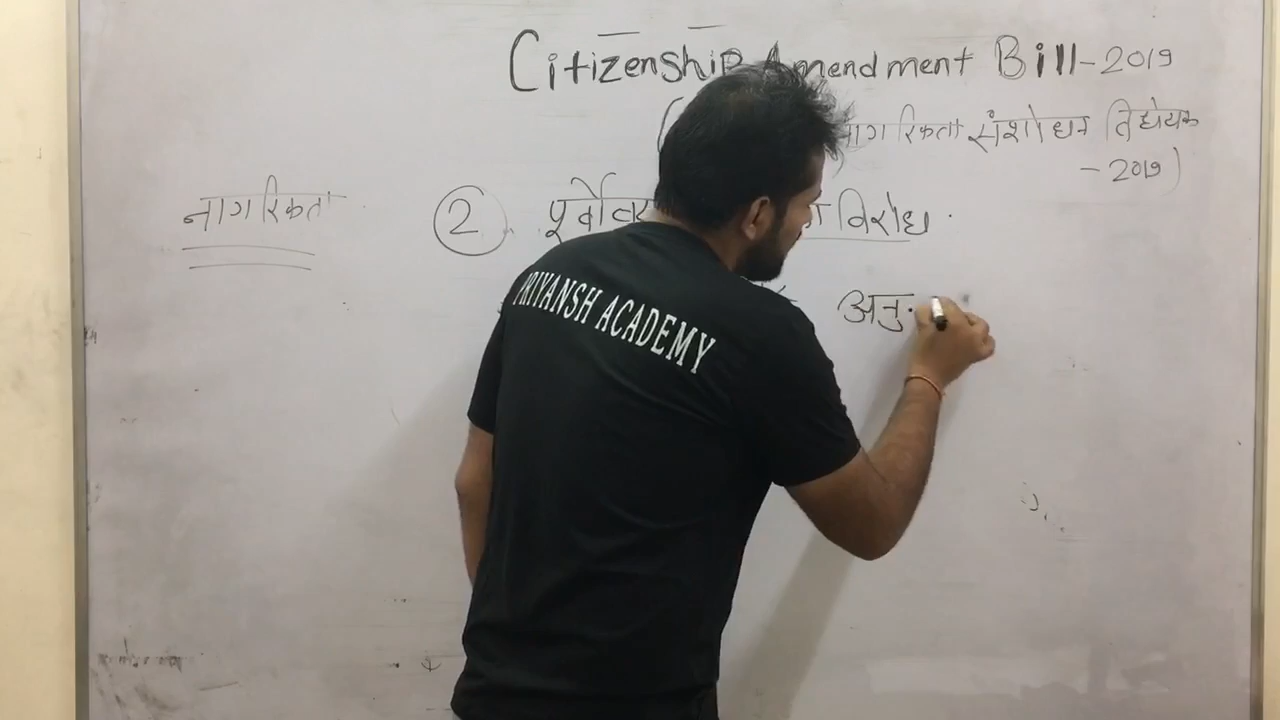 Citizenship Amendment Bill-2019
नागरिकता संशोधन विधेयक
-2019)
नागरिकता
2 विरोध
अनु.
PRIYANSH ACADEMY